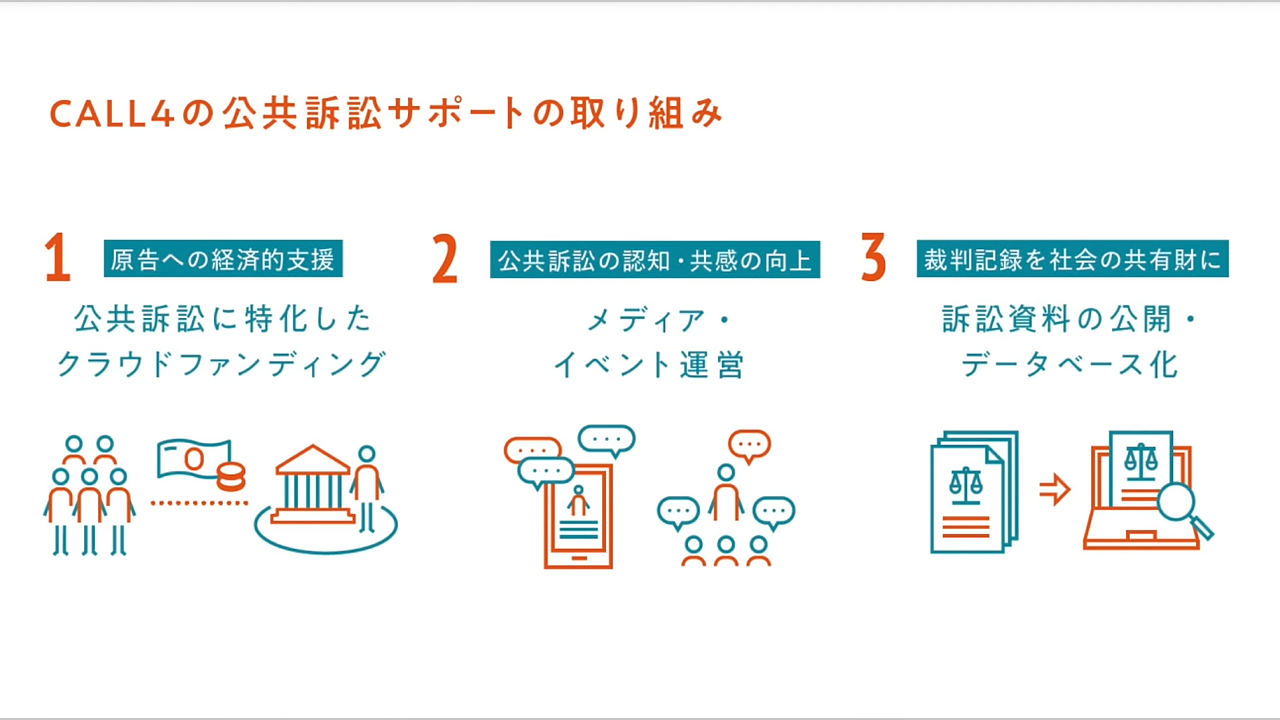 CALL4の公共訴訟サポートの取り組み
1
原告への経済的支援
公共訴訟に特化した
クラウドファンディング
2
公共訴訟の認知・共感の向上
メディア・
イベント運営
3
裁判記録を社会の共有財に
訴訟資料の公開・
データベース化